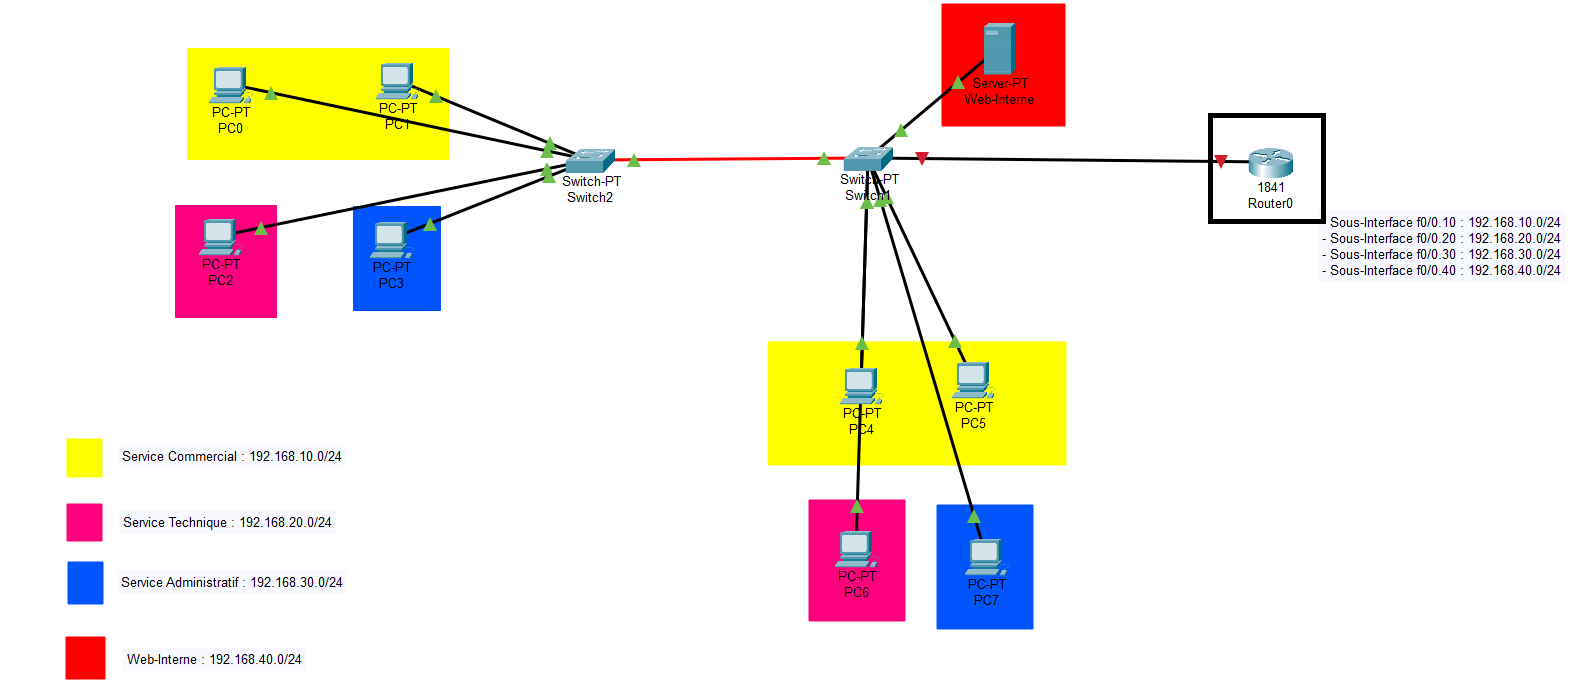 Server-PT
Web-Interne
PC-PT
PC0
PC-PT
PC1
Switch-PT
Switch2
Switch-PT
Switch1
1841
Router0
Sous-Interface f0/0.10 : 192.168.10.0/24
- Sous-Interface f0/0.20 : 192.168.20.0/24
- Sous-Interface f0/0.30 : 192.168.30.0/24
- Sous-Interface f0/0.40 : 192.168.40.0/24
PC-PT
PC2
PC-PT
PC3
PC-PT
PC4
PC-PT
PC5
Service Commercial : 192.168.10.0/24
Service Technique : 192.168.20.0/24
Service Administratif : 192.168.30.0/24
PC-PT
PC6
PC-PT
PC7
Web-Interne : 192.168.40.0/24